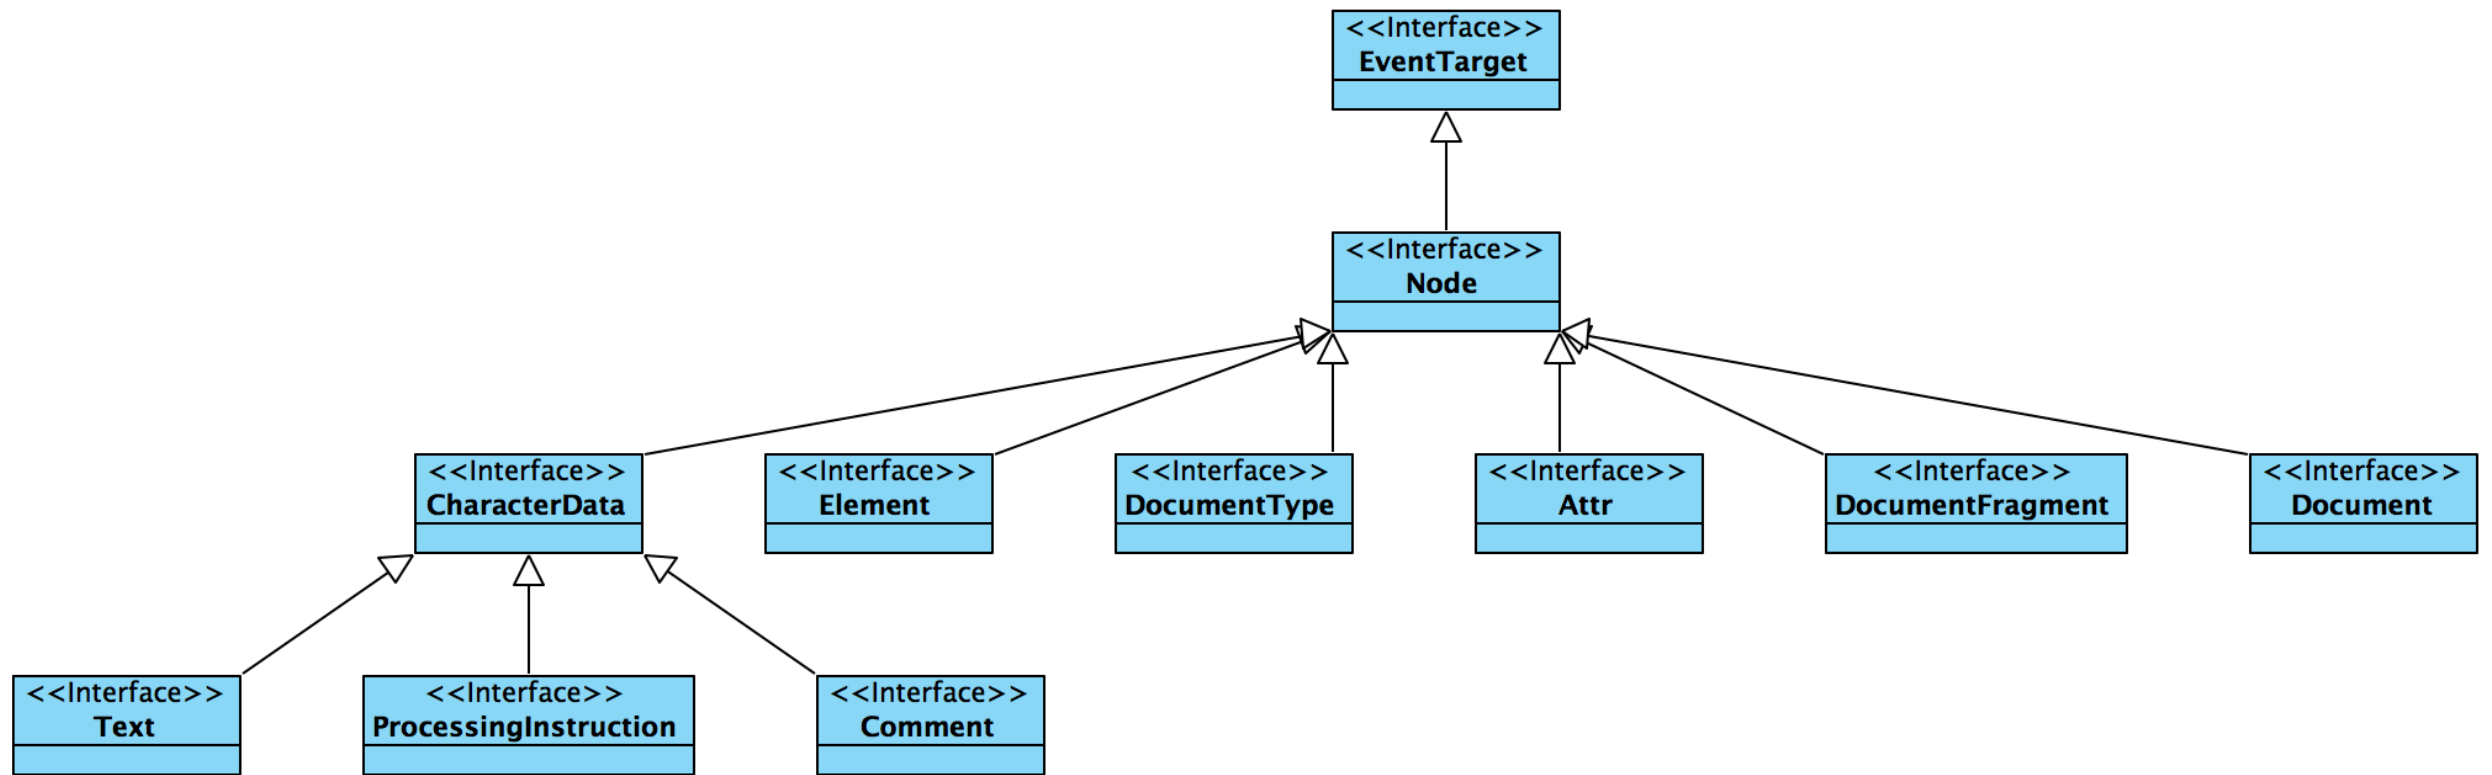 <<Interface>>
EventTarget
<<Interface>>
Node
<<Interface>>
CharacterData
<<Interface>>
Element
<<Interface>>
DocumentType
<<Interface>>
Attr
<<Interface>>
DocumentFragment
<<Interface>>
Document
<<Interface>>
Text
<<Interface>>
ProcessingInstruction
<<Interface>>
Comment